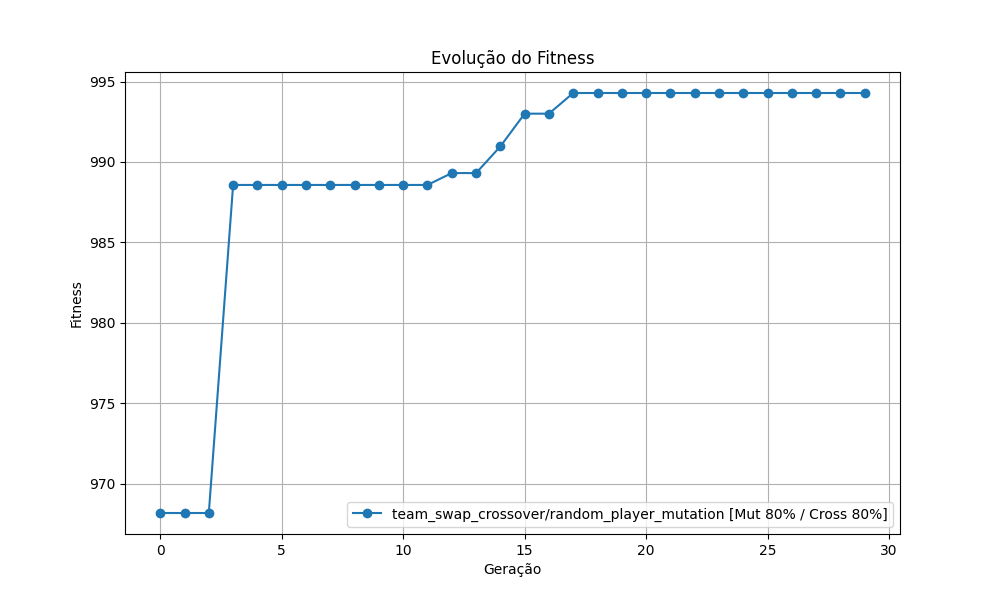 Evolução do Fitness
995
990
985
980
975
970
Fitness
0 5 10 15 20 25 30
Geração
team_swap_crossover/random_player_mutation [Mut 80% / Cross 80%]